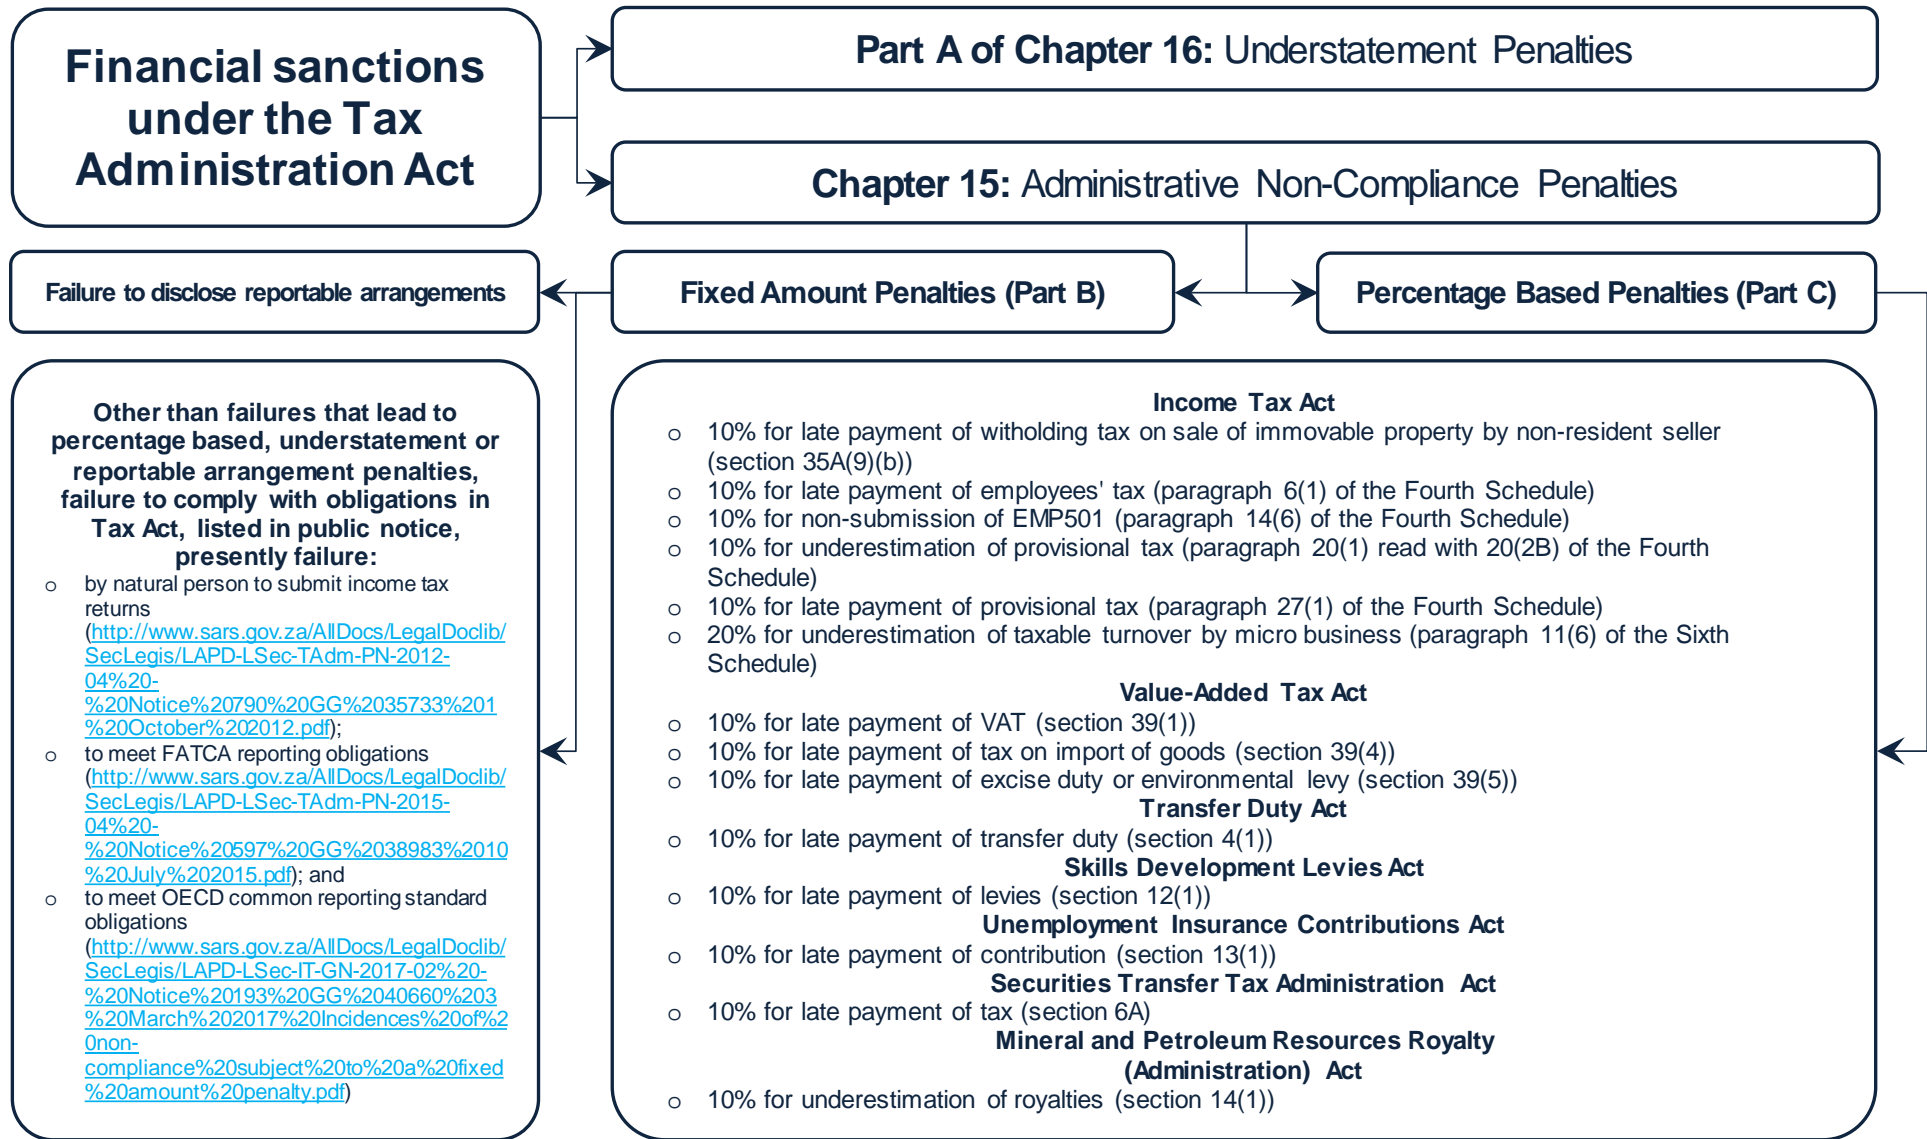 Financial sanctions
under the Tax
Administration Act
Part A of Chapter 16: Understatement Penalties
Chapter 15: Administrative Non-Compliance Penalties
Failure to disclose reportable arrangements
Fixed Amount Penalties (Part B)
Percentage Based Penalties (Part C)
Other than failures that lead to
percentage based, understatement or
reportable arrangement penalties,
failure to comply with obligations in
Tax Act, listed in public notice,
presently failure:
o by natural person to submit income tax
returns
(http://www.sars.gov.za/AllDocs/LegalDoclib/
SecLegis/LAPD-LSec-TAdm-PN-2012-
04%20-
%20Notice%20790%20GG%2035733%201
%20October%202012.pdf);
o to meet FATCA reporting obligations
(http://www.sars.gov.za/AllDocs/LegalDoclib/
SecLegis/LAPD-LSec-TAdm-PN-2015-
04%20-
%20Notice%20597%20GG%2038983%2010
%20July%202015.pdf); and
o to meet OECD common reporting standard
obligations
(http://www.sars.gov.za/AllDocs/LegalDoclib/
SecLegis/LAPD-LSec-IT-GN-2017-02%20-
%20Notice%20193%20GG%2040660%203
%20March%202017%20Incidences%20of%2
0non-
compliance%20subject%20to%20a%20fixed
%20amount%20penalty.pdf)
Income Tax Act
o 10% for late payment of witholding tax on sale of immovable property by non-resident seller
(section 35A(9)(b))
o 10% for late payment of employees' tax (paragraph 6(1) of the Fourth Schedule)
o 10% for non-submission of EMP501 (paragraph 14(6) of the Fourth Schedule)
o 10% for underestimation of provisional tax (paragraph 20(1) read with 20(2B) of the Fourth
Schedule)
o 10% for late payment of provisional tax (paragraph 27(1) of the Fourth Schedule)
o 20% for underestimation of taxable turnover by micro business (paragraph 11(6) of the Sixth
Schedule)
Value-Added Tax Act
o 10% for late payment of VAT (section 39(1))
o 10% for late payment of tax on import of goods (section 39(4))
o 10% for late payment of excise duty or environmental levy (section 39(5))
Transfer Duty Act
o 10% for late payment of transfer duty (section 4(1))
Skills Development Levies Act
o 10% for late payment of levies (section 12(1))
Unemployment Insurance Contributions Act
o 10% for late payment of contribution (section 13(1))
Securities Transfer Tax Administration Act
o 10% for late payment of tax (section 6A)
Mineral and Petroleum Resources Royalty
(Administration) Act
o 10% for underestimation of royalties (section 14(1))